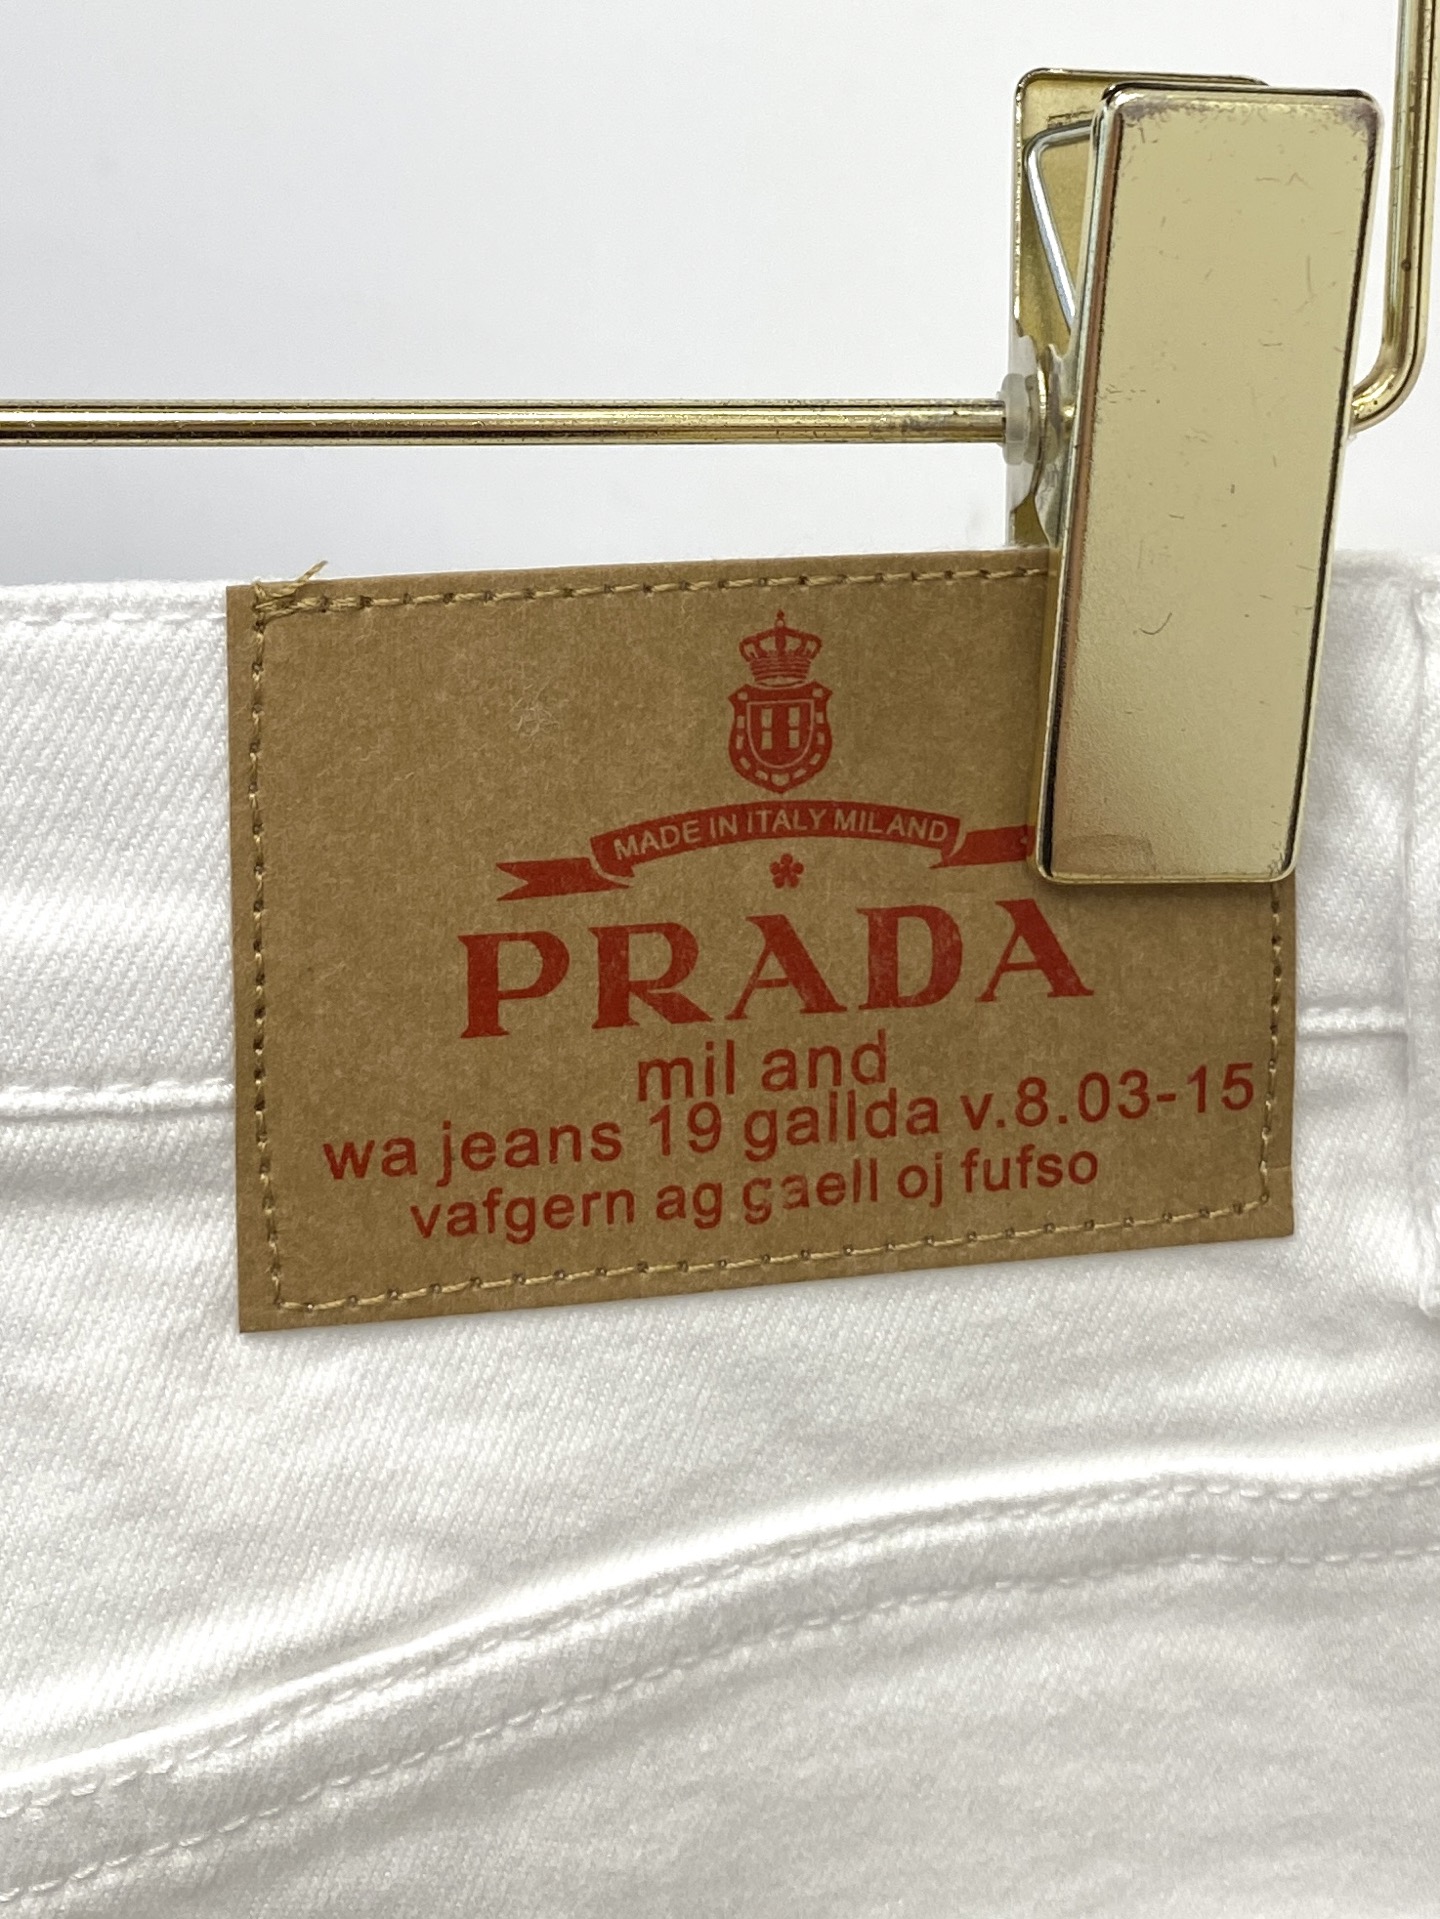 MADE IN ITALY MILAND
PRADA
mil and
wa jeans 19 gallda v.8.03-15
vafgern ag gaell oj fufso